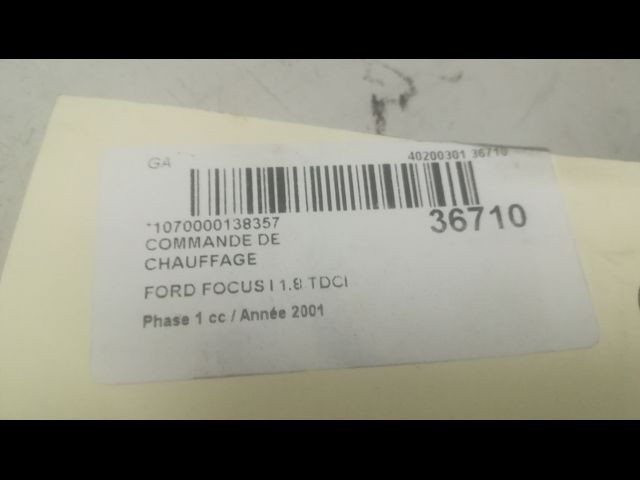 GA 40200301 36710
*1070000138357 36710
COMMANDE DE
CHAUFFAGE
FORD FOCUS I 1.8 TDCI
Phase 1 cc / Année 2001